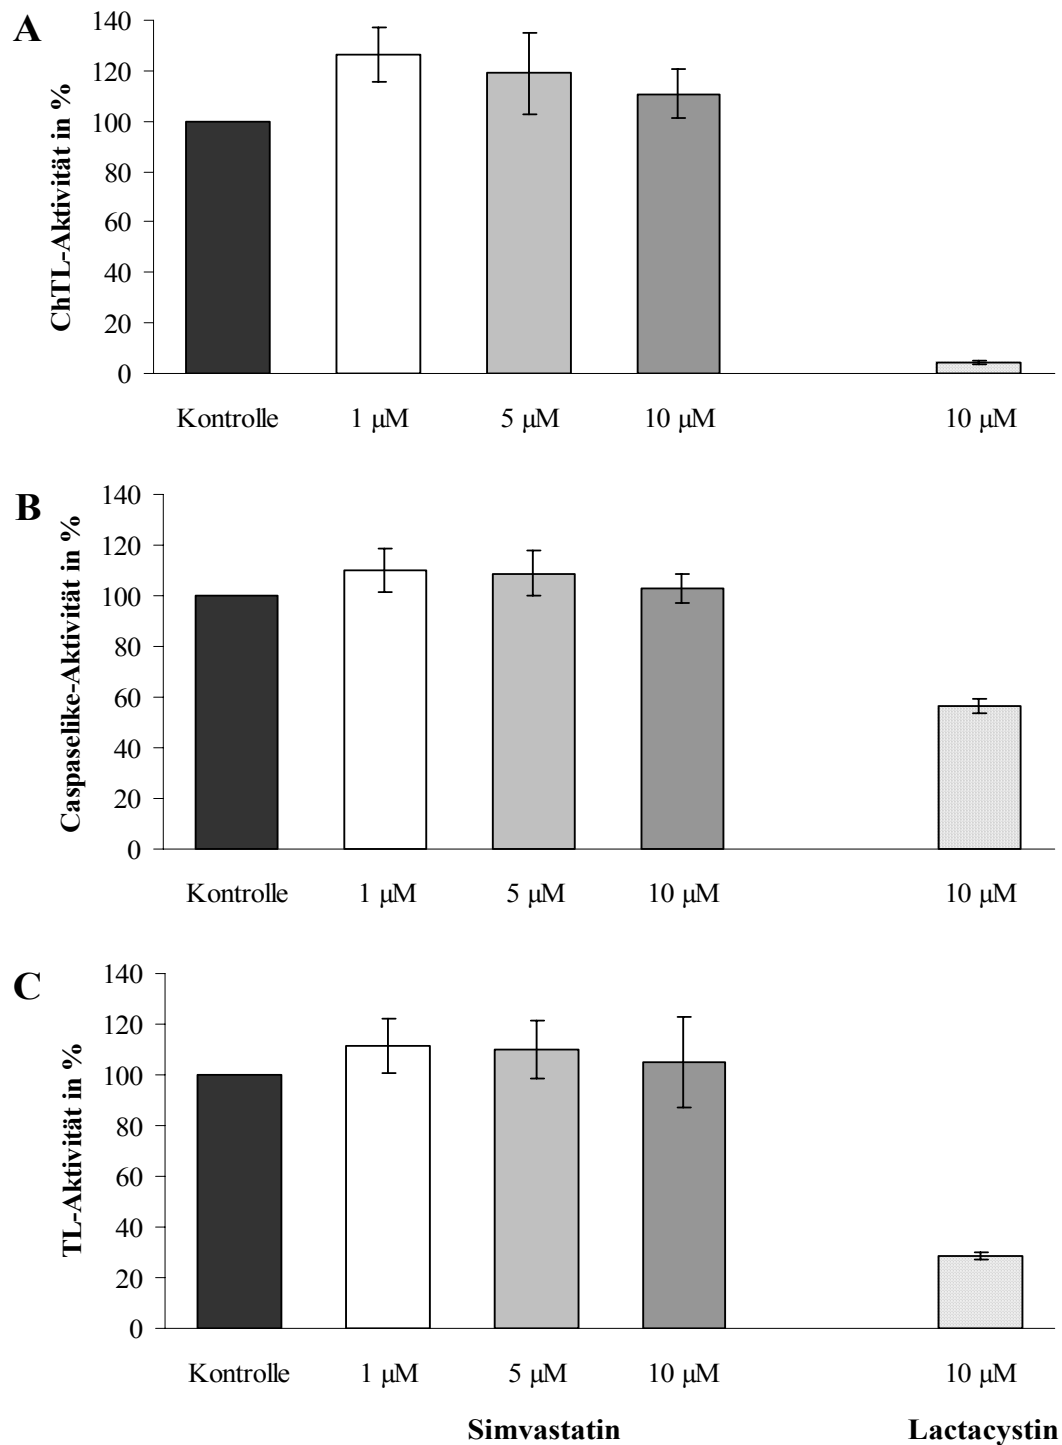 A
ChTL-Aktivität in %
140
120
100
80
60
40
20
0
Kontrolle 1 μM 5 μM 10 μM 10 μM
B
Caspaselike-Aktivität in %
140
120
100
80
60
40
20
0
Kontrolle 1 μM 5 μM 10 μM 10 μM
C
TL-Aktivität in %
140
120
100
80
60
40
20
0
Kontrolle 1 μM 5 μM 10 μM 10 μM
Simvastatin Lactacystin